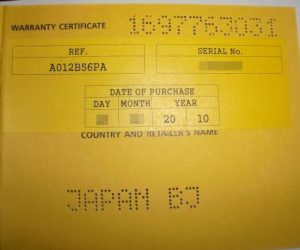 WARRANTY CERTIFICATE 1697763031
REF. SERIAL No.
A012B56PA
DATE OF PURCHASE
DAY MONTH YEAR
20 10
COUNTRY AND RETAILER'S NAME
JAPAN BJ